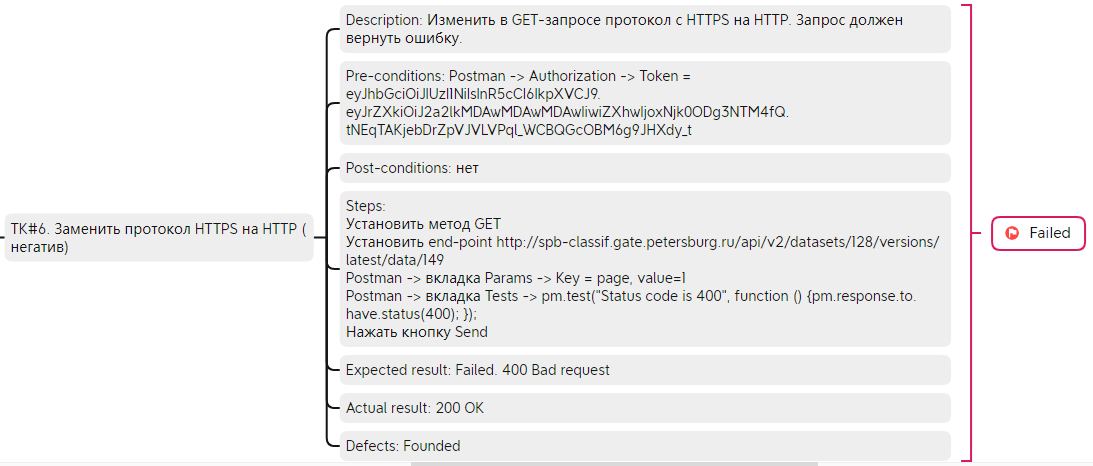 Description: Изменить в GET-запросе протокол с HTTPS на HTTP. Запрос должен
вернуть ошибку.
Pre-conditions: Postman -> Authorization -> Token =
eyJhbGciOiJIUzI1NiIsInR5cCI6IkpXVCJ9.
eyJrZXkiOiJ2a2lkMDAwMDAwMDAwIiwiZXhwIjoxNjk0ODg3NTM4fQ.
tNEqTAKjebDrZpVJVLVPql_WCBQGcOBM6g9JHXdy_t
Post-conditions: нет
TK#6. Заменить протокол HTTPS на HTTP (
негатив)
Steps:
Установить метод GET
Установить end-point http://spb-classif.gate.petersburg.ru/api/v2/datasets/128/versions/
latest/data/149
Postman -> вкладка Params -> Key = page, value=1
Postman -> вкладка Tests -> pm.test("Status code is 400", function () {pm.response.to.
have.status(400); });
Нажать кнопку Send
Failed
Expected result: Failed. 400 Bad request
Actual result: 200 OK
Defects: Founded